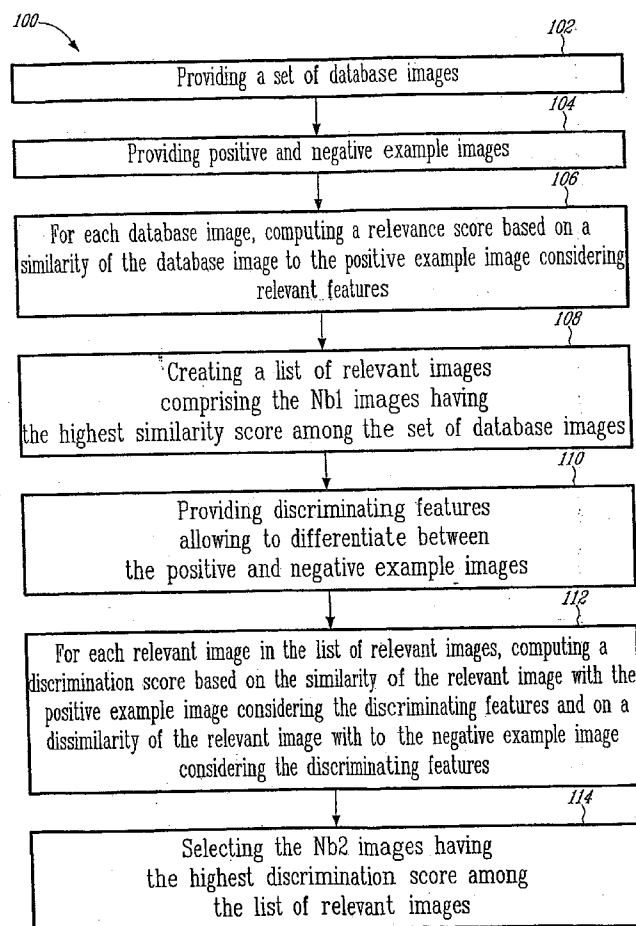 100
102
Providing a set of database images
104
Providing positive and negative example images
106
For each database image, computing a relevance score based on a
similarity of the database image to the positive example image considering
relevant features
108
Creating a list of relevant images
comprising the Nb1 images having
the highest similarity score among the set of database images
110
Providing discriminating features
allowing to differentiate between
the positive and negative example images
112
For each relevant image in the list of relevant images, computing a
discrimination score based on the similarity of the relevant image with the
positive example image considering the discriminating features and on a
dissimilarity of the relevant image with to the negative example image
considering the discriminating features
114
Selecting the Nb2 images having
the highest discrimination score among
the list of relevant images